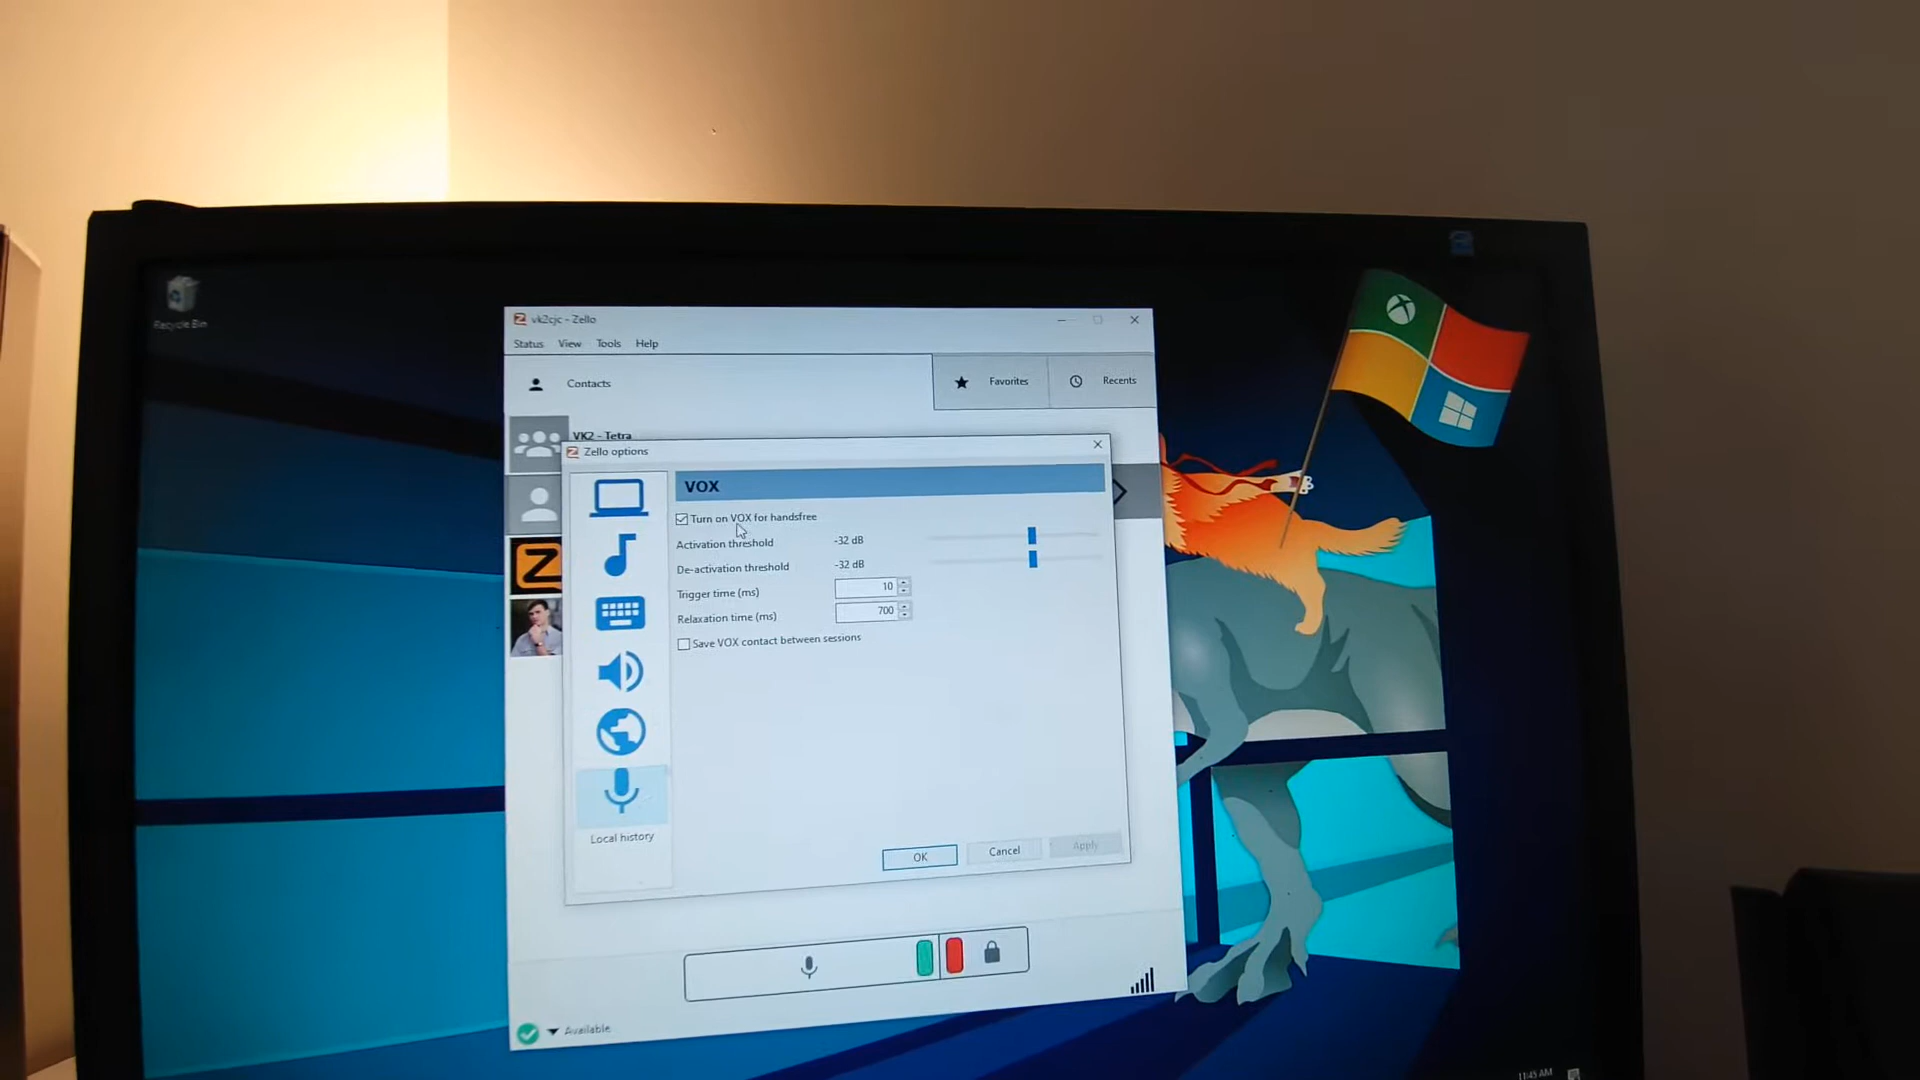 Recycle Bin
vk2cjc - Zello
Status View Tools Help
Contacts
Favorites
Recents
VK2 - Tetra
Zello options
VOX
Turn on VOX for handsfree
Activation threshold -32 dB
De-activation threshold -32 dB
Trigger time (ms) 10
Relaxation time (ms) 700
Save VOX contact between sessions
Local history
OK Cancel Apply
Available
11:45 AM